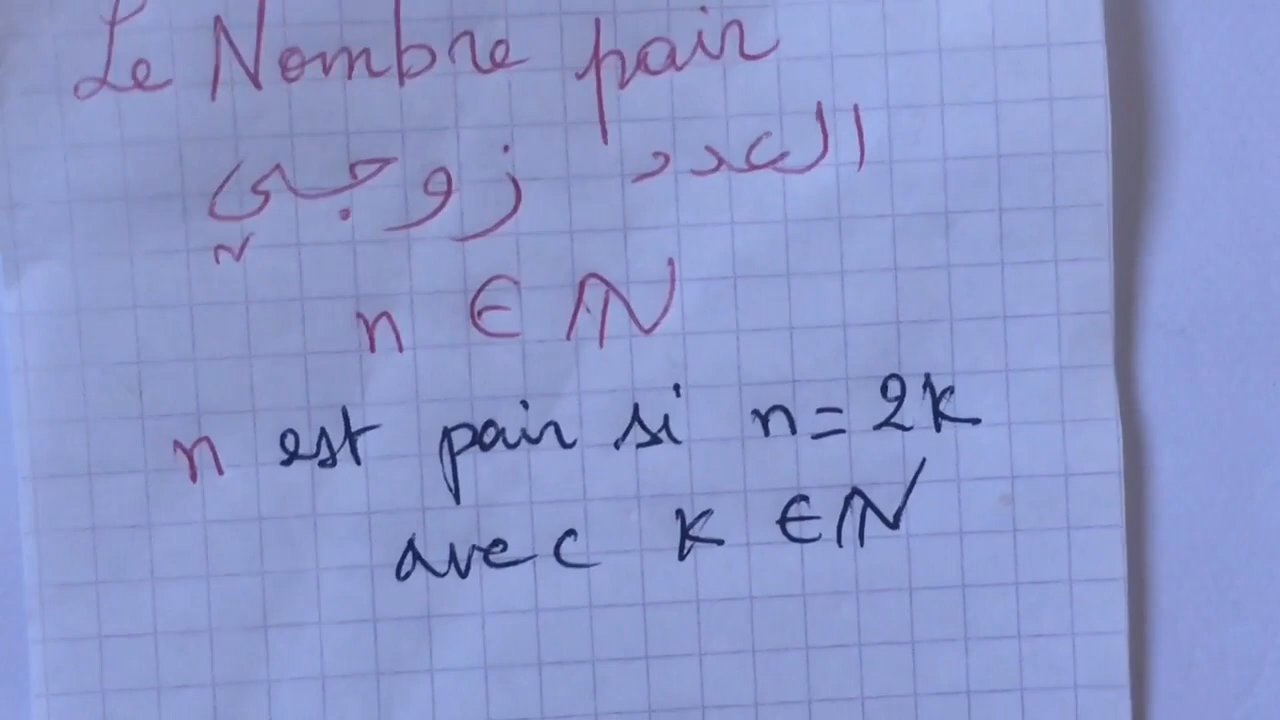 Le Nombre pair
العدد زوجي
n ∈ ℕ
n est pair si n = 2k
avec k ∈ ℕ